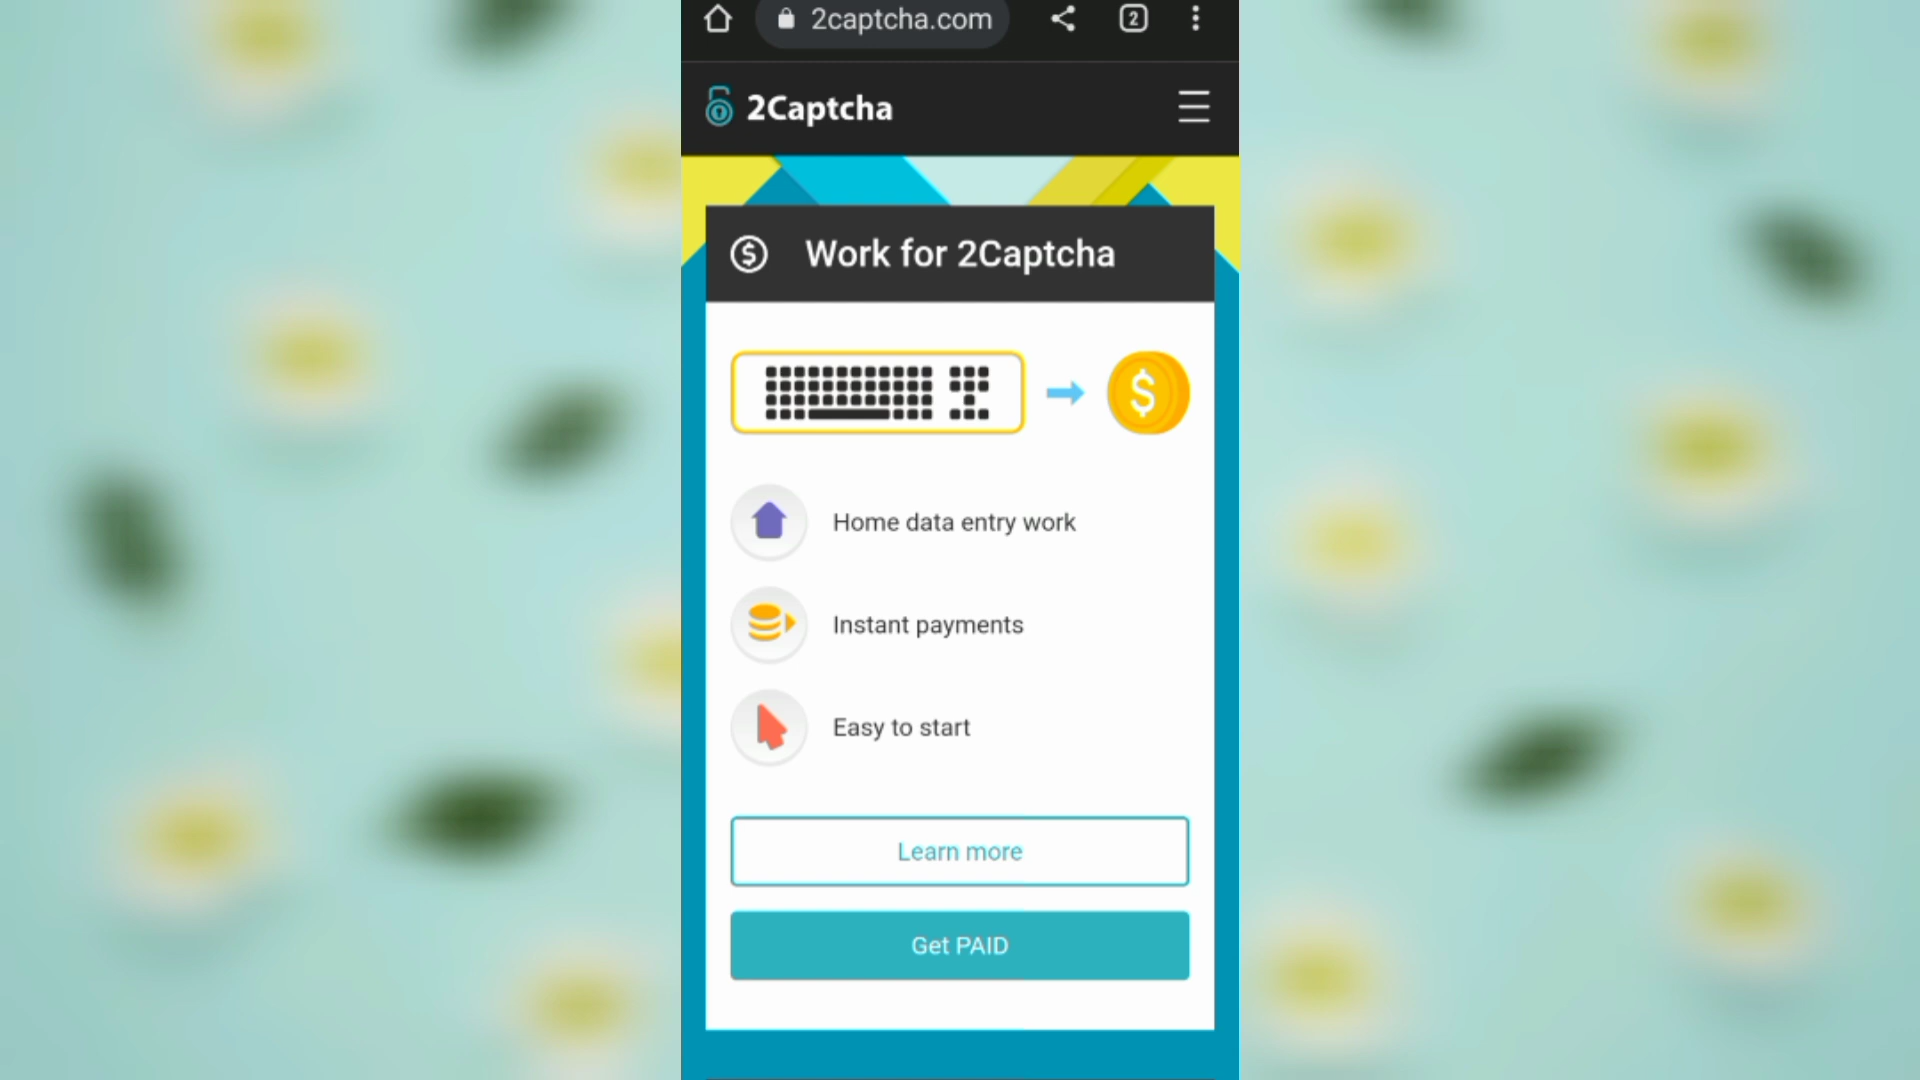 2captcha.com
2
2Captcha
Work for 2Captcha
Home data entry work
Instant payments
Easy to start
Learn more
Get PAID